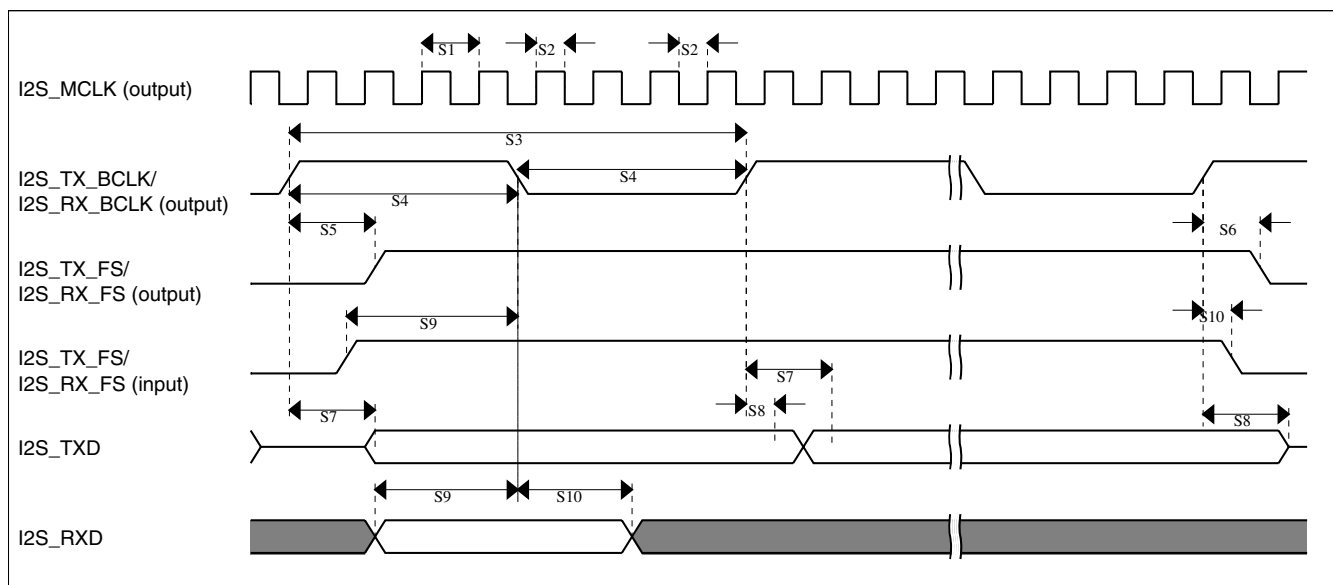 S1
S2
S2
I2S_MCLK (output)
S3
I2S_TX_BCLK/
I2S_RX_BCLK (output)
S4
S4
S5
S6
I2S_TX_FS/
I2S_RX_FS (output)
S9
S10
I2S_TX_FS/
I2S_RX_FS (input)
S7
S7
S8
S8
I2S_TXD
S9
S10
I2S_RXD